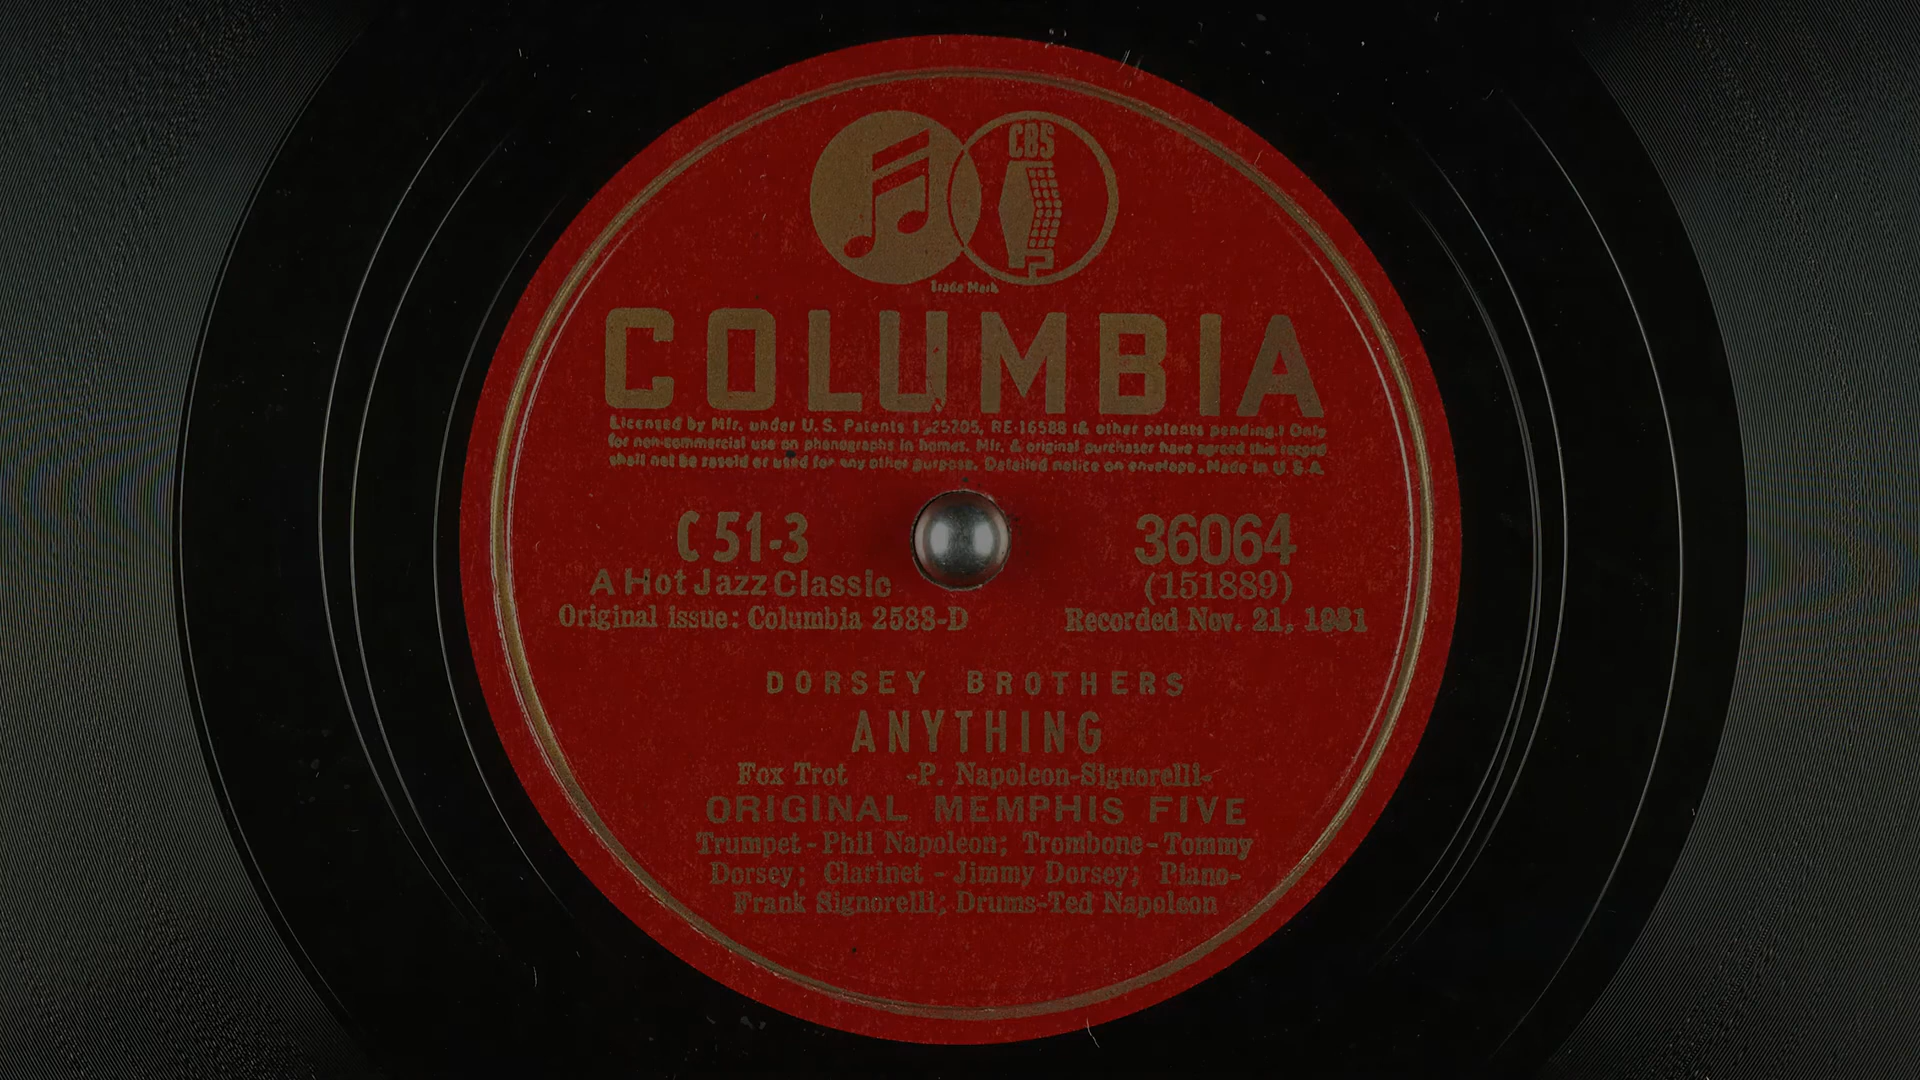 CBS
Trade Mark
COLUMBIA
Licensed by Mfr. under U.S. Patents 1625705, RE-16588 (& other patents pending.) Only
for non-commercial use on phonographs in homes. Mfr. & original purchaser have agreed this record
shall not be resold or used for any other purpose. Detailed notice on envelope. Made in U.S.A.
C 51-3 36064
A Hot Jazz Classic (151889)
Original issue: Columbia 2588-D Recorded Nov. 21, 1931
DORSEY BROTHERS
ANYTHING
Fox Trot -P. Napoleon-Signorelli-
ORIGINAL MEMPHIS FIVE
Trumpet-Phil Napoleon; Trombone-Tommy
Dorsey; Clarinet-Jimmy Dorsey; Piano-
Frank Signorelli; Drums-Ted Napoleon